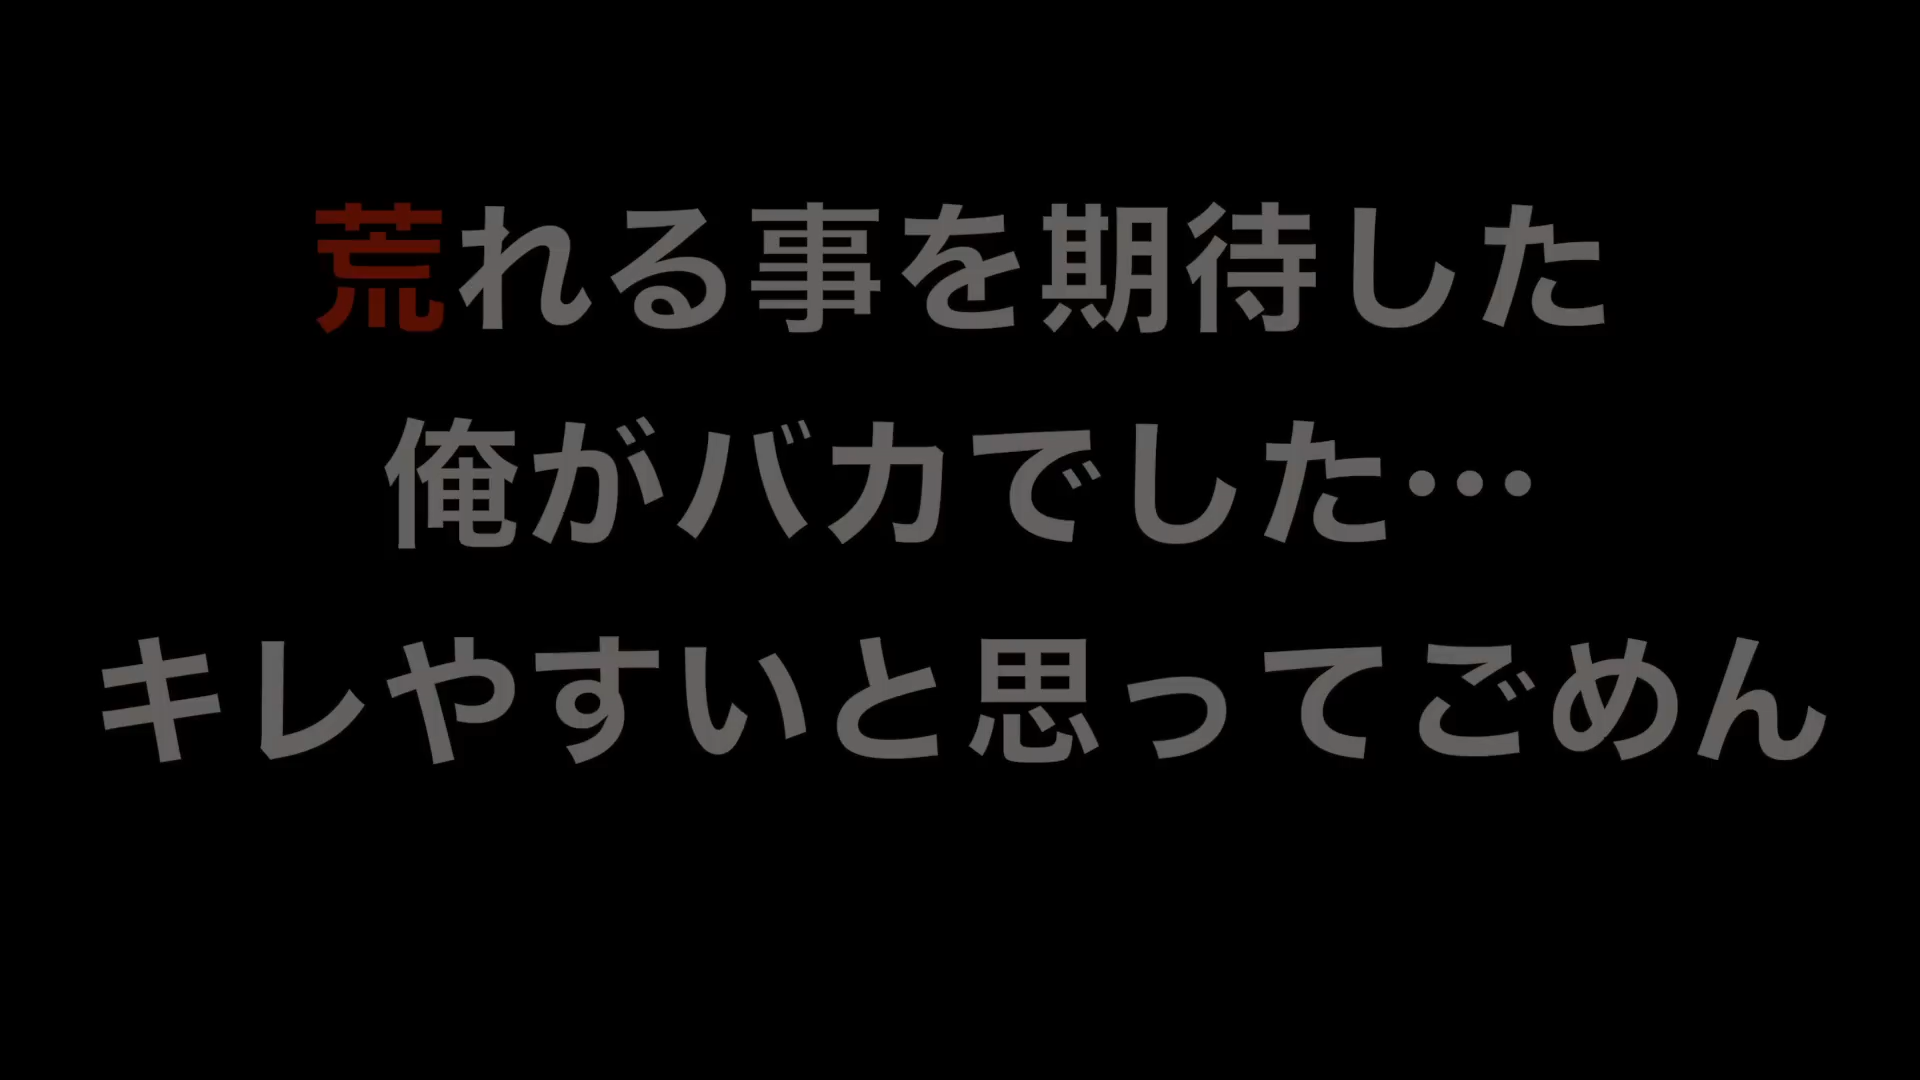 荒れる事を期待した
俺がバカでした…
キレやすいと思ってごめん